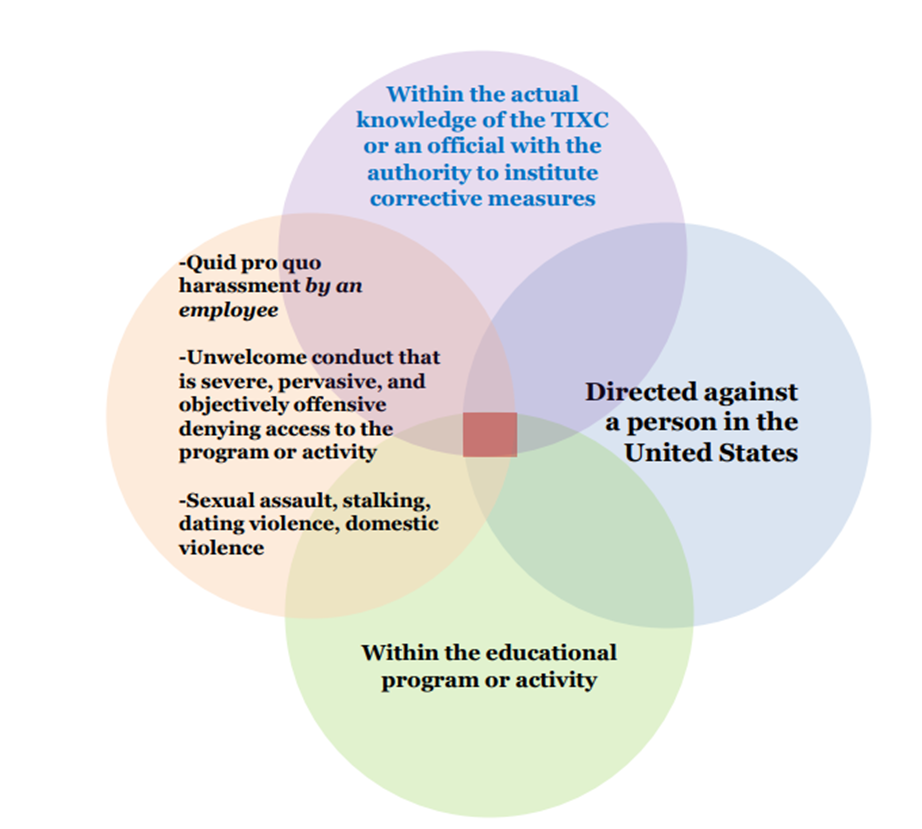 Within the actual
knowledge of the TIXC
or an official with the
authority to institute
corrective measures
-Quid pro quo
harassment by an
employee
-Unwelcome conduct that
is severe, pervasive, and
objectively offensive
denying access to the
program or activity
-Sexual assault, stalking,
dating violence, domestic
violence
Directed against
a person in the
United States
Within the educational
program or activity